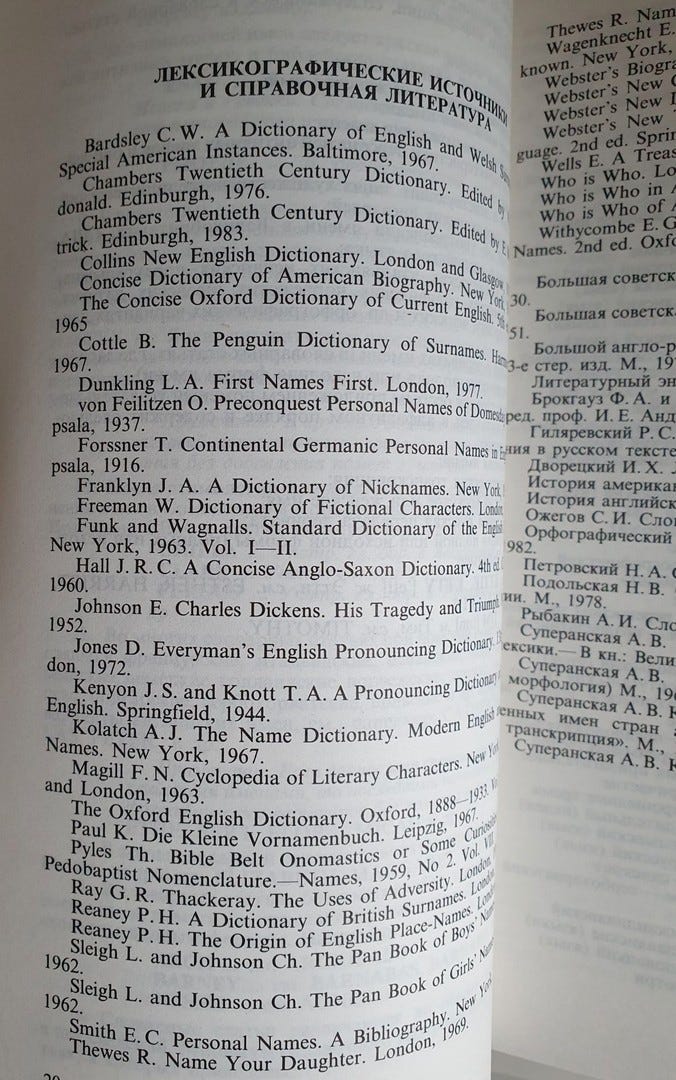 ЛЕКСИКОГРАФИЧЕСКИЕ ИСТОЧНИКИ
И СПРАВОЧНАЯ ЛИТЕРАТУРА
Bardsley C. W. A Dictionary of English and Welsh
Special American Instances. Baltimore, 1967.
Chambers Twentieth Century Dictionary. Edited by
donald. Edinburgh, 1976.
Chambers Twentieth Century Dictionary. Edited by E
trick. Edinburgh, 1983.
Collins New English Dictionary. London and Glasgow
Concise Dictionary of American Biography. New York,
The Concise Oxford Dictionary of Current English. 5th
1965
Cottle B. The Penguin Dictionary of Surnames.
1967.
Dunkling L. A. First Names First. London, 1977.
von Feilitzen O. Preconquest Personal Names of
psala, 1937.
Forssner T. Continental Germanic Personal Names in
psala, 1916.
Franklyn J. A. A Dictionary of Nicknames. New York,
Freeman W. Dictionary of Fictional Characters. London
Funk and Wagnalls. Standard Dictionary of the English
New York, 1963. Vol. I—II.
Hall J. R. C. A Concise Anglo-Saxon Dictionary. 4th ed
1960.
Johnson E. Charles Dickens. His Tragedy and Triumph
1952.
Jones D. Everyman's English Pronouncing Dictionary.
don, 1972.
Kenyon J. S. and Knott T. A. A Pronouncing Dictionary
English. Springfield, 1944.
Kolatch A. J. The Name Dictionary. Modern English
Names. New York, 1967.
Magill F. N. Cyclopedia of Literary Characters. New York
and London, 1963.
The Oxford English Dictionary. Oxford, 1888—1933.
Paul K. Die Kleine Vornamenbuch. Leipzig, 1967.
Pyles Th. Bible Belt Onomastics or Some Curiosities
Pedobaptist Nomenclature.—Names, 1959, No 2. Vol. VII
Ray G. R. Thackeray. The Uses of Adversity. London,
Reaney P. H. A Dictionary of British Surnames. London
Reaney P. H. The Origin of English Place-Names.
Sleigh L. and Johnson Ch. The Pan Book of Boys' Names
1962.
Sleigh L. and Johnson Ch. The Pan Book of Girls' Names
1962.
Smith E. C. Personal Names. A Bibliography. New York
Thewes R. Name Your Daughter. London, 1969.
Thewes R. Nam
Wagenknecht E.
known. New York,
Webster's Biogra
Webster's New C
Webster's New
Webster's New
guage. 2nd ed. Sprin
Wells E. A Treas
Who is Who. Lo
Who is Who in A
Who is Who of A
Withycombe E. G
Names. 2nd ed. Oxfo
Большая советск
30.
Большая советска
51.
Большой англо-р
3-е стер. изд. М., 19
Литературный эн
Брокгауз Ф. А. и
ред. проф. И. Е. Анд
Гиляревский Р. С.
ния в русском тексте
Дворецкий И. Х. Л
История американ
История английск
Ожегов С. И. Сло
Орфографический
982.
Петровский Н. А. С
Подольская Н. В.
ии. М., 1978.
Рыбакин А. И. Сло
Суперанская А. В.
ексики.— В кн.: Вели
Суперанская А. В.
морфология) М., 196
Суперанская А. В. К
енных имен стран
транскрипция». М.,
Суперанская А. В. К